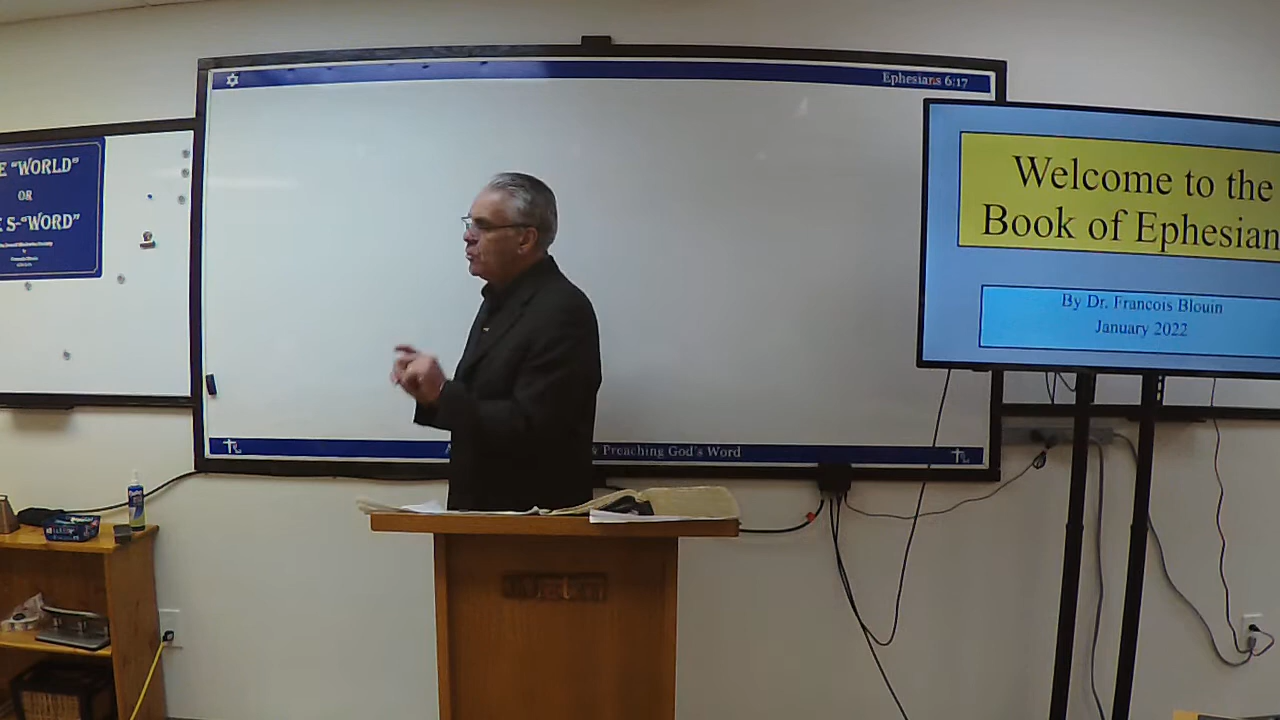 E "WORLD"
OR
E S-"WORD"
Ephesians 6:17
Welcome to the
Book of Ephesian
By Dr. Francois Blouin
January 2022
& Preaching God's Word